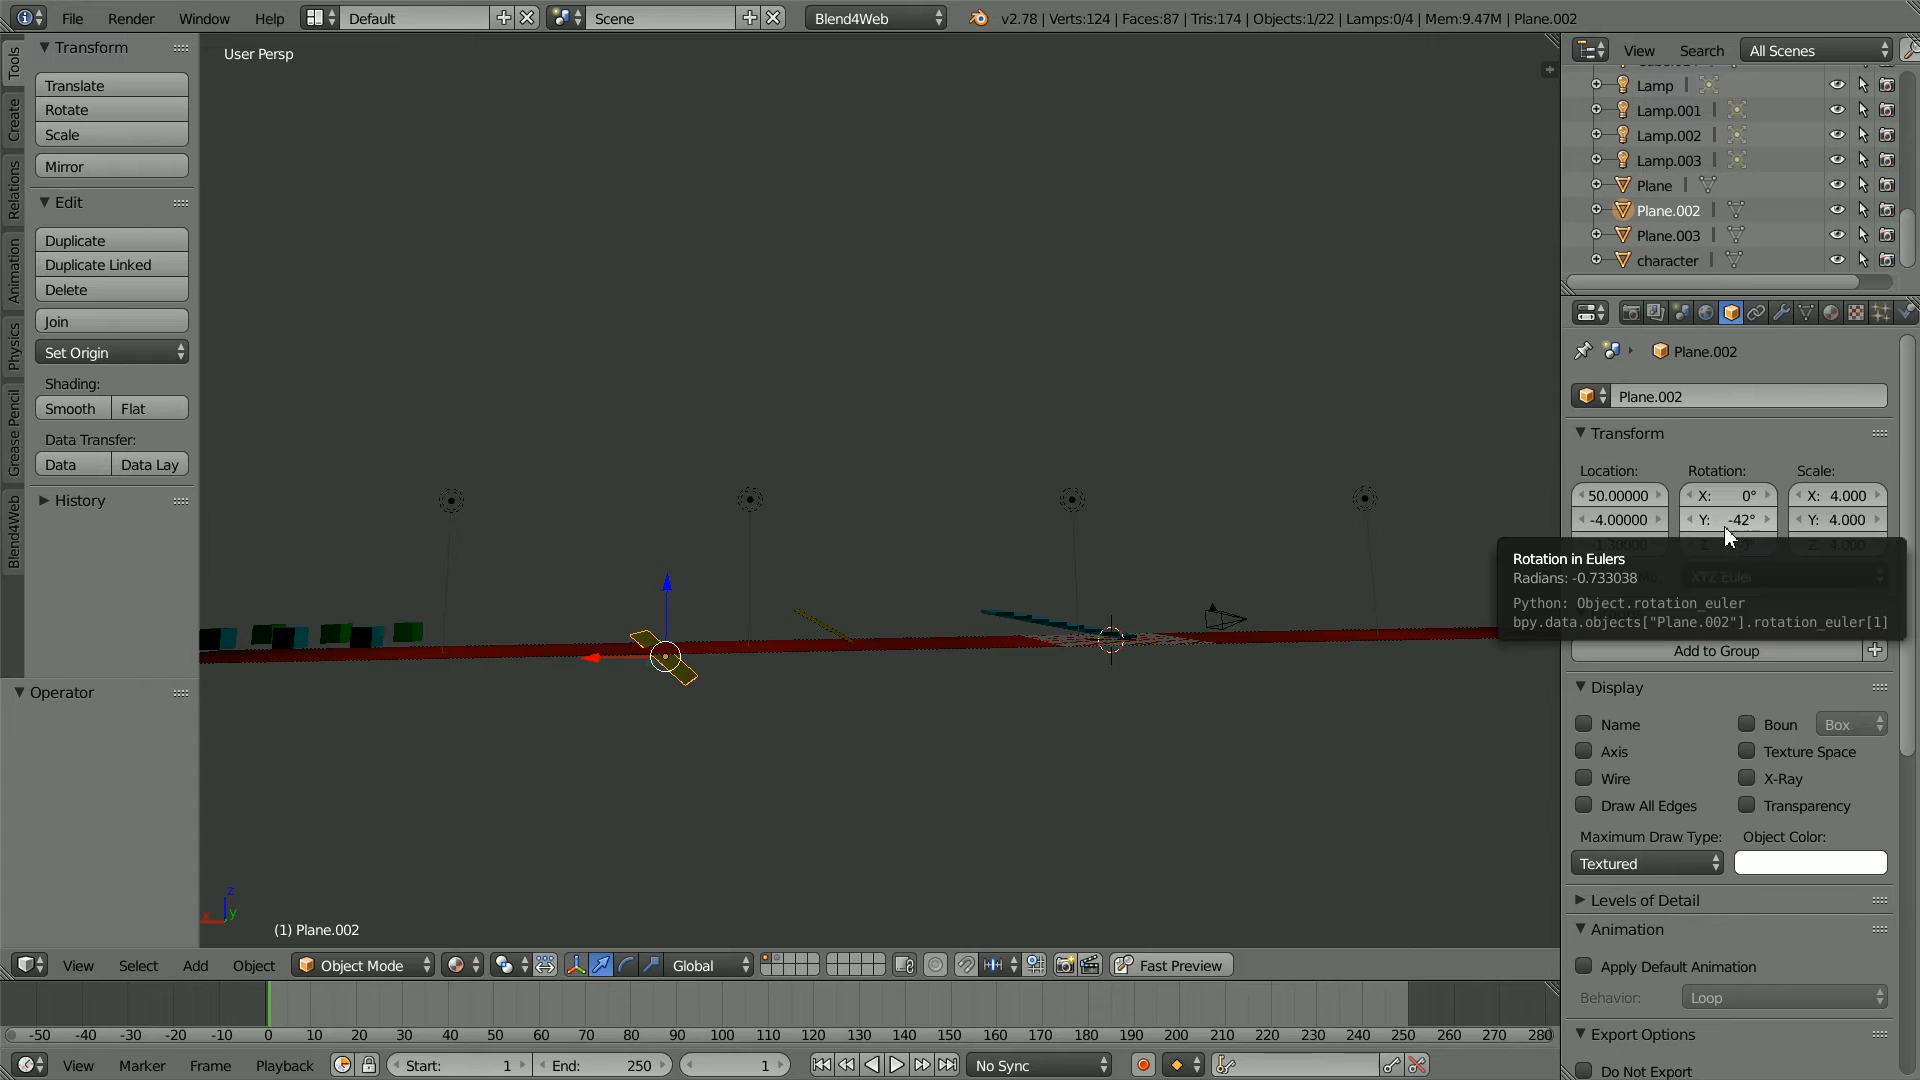 File Render Window Help Default Scene Blend4Web v2.78 | Verts:124 | Faces:87 | Tris:174 | Objects:1/22 | Lamps:0/4 | Mem:9.47M | Plane.002
Tools
Create
Relations
Animation
Physics
Grease Pencil
Blend4Web
Transform
Translate
Rotate
Scale
Mirror
Edit
Duplicate
Duplicate Linked
Delete
Join
Set Origin
Shading:
Smooth Flat
Data Transfer:
Data Data Lay
History
Operator
User Persp
x z y
(1) Plane.002
View Search All Scenes
Lamp
Lamp.001
Lamp.002
Lamp.003
Plane
Plane.002
Plane.003
character
Plane.002
Plane.002
Transform
Location: Rotation: Scale:
50.00000 X: 0° X: 4.000
-4.00000 Y: -42° Y: 4.000
Z: 4.000
XYZ Euler
Rotation in Eulers
Radians: -0.733038
Python: Object.rotation_euler
bpy.data.objects["Plane.002"].rotation_euler[1]
Add to Group
Display
Name Boun Box
Axis Texture Space
Wire X-Ray
Draw All Edges Transparency
Maximum Draw Type: Object Color:
Textured
Levels of Detail
Animation
Apply Default Animation
Behavior: Loop
Export Options
Do Not Export
View Select Add Object Object Mode Global Fast Preview
-50 -40 -30 -20 -10 0 10 20 30 40 50 60 70 80 90 100 110 120 130 140 150 160 170 180 190 200 210 220 230 240 250 260 270 280
View Marker Frame Playback Start: 1 End: 250 1 No Sync